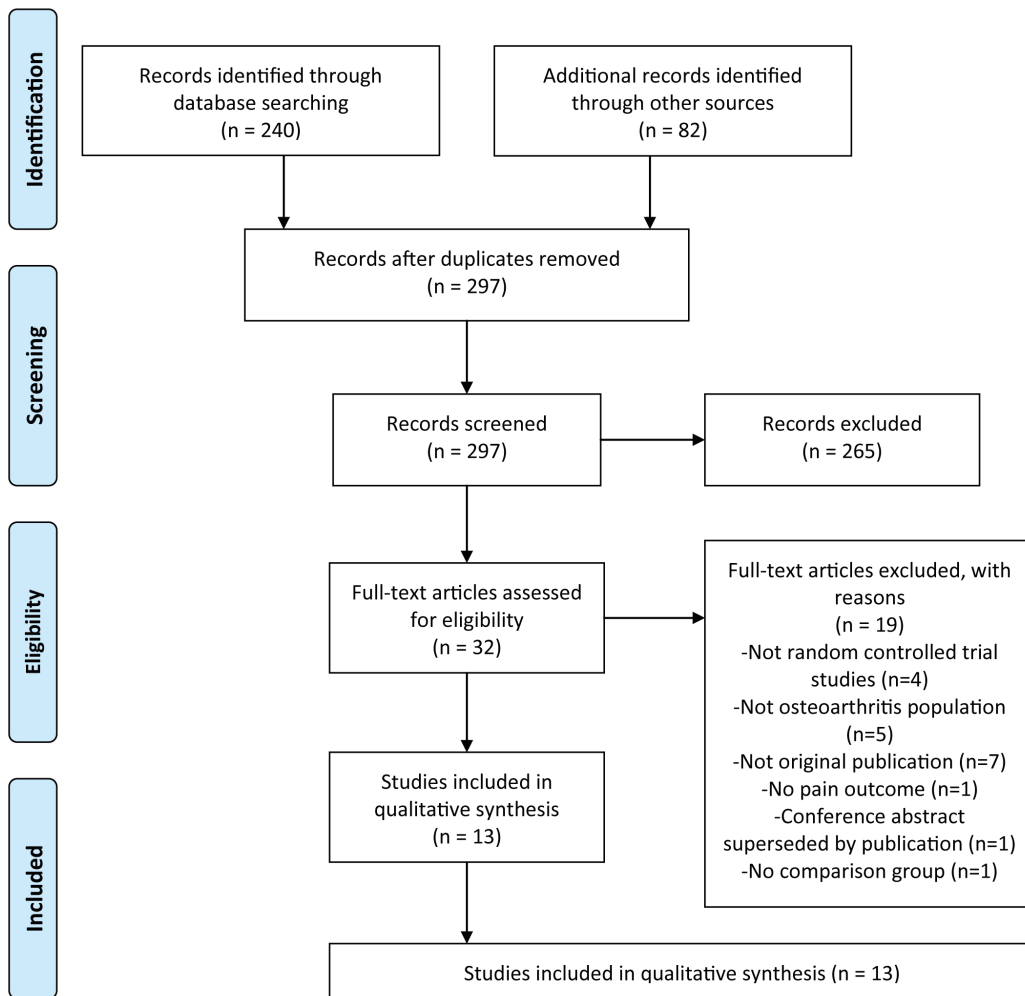 Identification
Records identified through
database searching
(n = 240)
Additional records identified
through other sources
(n = 82)
Records after duplicates removed
(n = 297)
Screening
Records screened
(n = 297)
Records excluded
(n = 265)
Eligibility
Full-text articles assessed
for eligibility
(n = 32)
Full-text articles excluded, with
reasons
(n = 19)
-Not random controlled trial
studies (n=4)
-Not osteoarthritis population
(n=5)
-Not original publication (n=7)
-No pain outcome (n=1)
-Conference abstract
superseded by publication (n=1)
-No comparison group (n=1)
Included
Studies included in
qualitative synthesis
(n = 13)
Studies included in qualitative synthesis (n = 13)